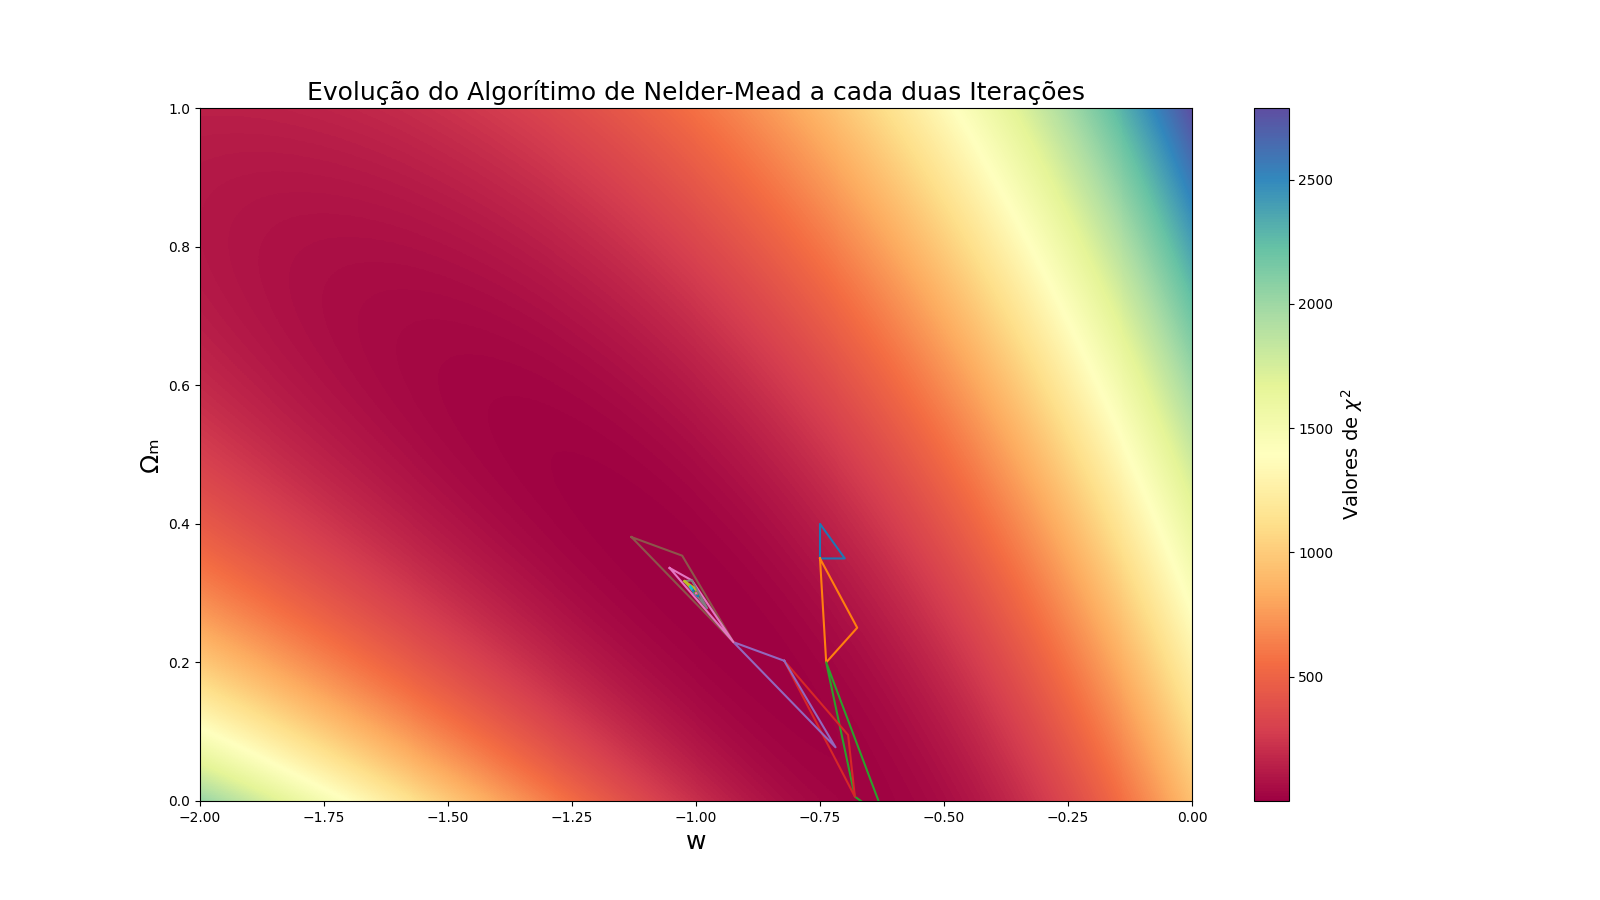 Evolução do Algorítimo de Nelder-Mead a cada duas Iterações
1.0
0.8
0.6
0.4
0.2
0.0
Ωₘ
−2.00 −1.75 −1.50 −1.25 −1.00 −0.75 −0.50 −0.25 0.00
w
2500
2000
1500
1000
500
Valores de χ²